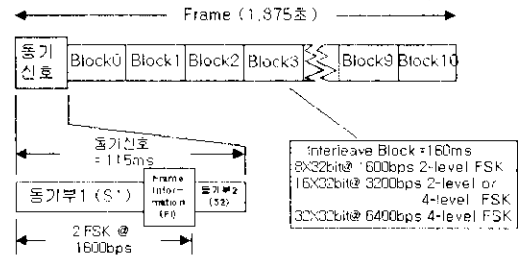 Frame (1.875초)
동기
신호
Block0
Block1
Block2
Block3
Block9
Block10
동기신호
= 115ms
동기부1 (S1)
Frame
Infor-
mation
(FI)
동기부2
(S2)
2FSK @
1600bps
Interleave Block =160ms
8X32bit@ 1600bps 2-level FSK
16X32bit@ 3200bps 2-level or
4-level FSK
32X32bit@ 6400bps 4-level FSK